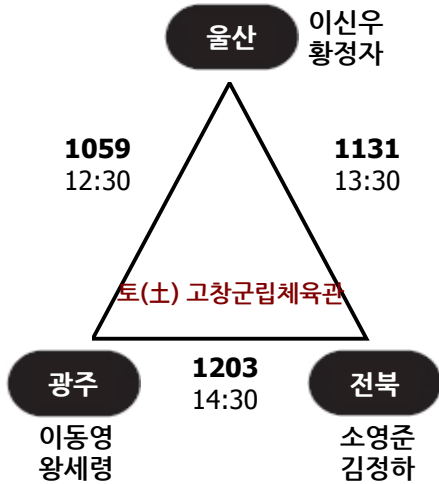 울산
이신우
황정자
1059
12:30
1131
13:30
토(土) 고창군립체육관
광주
1203
14:30
전북
이동영
왕세령
소영준
김정하